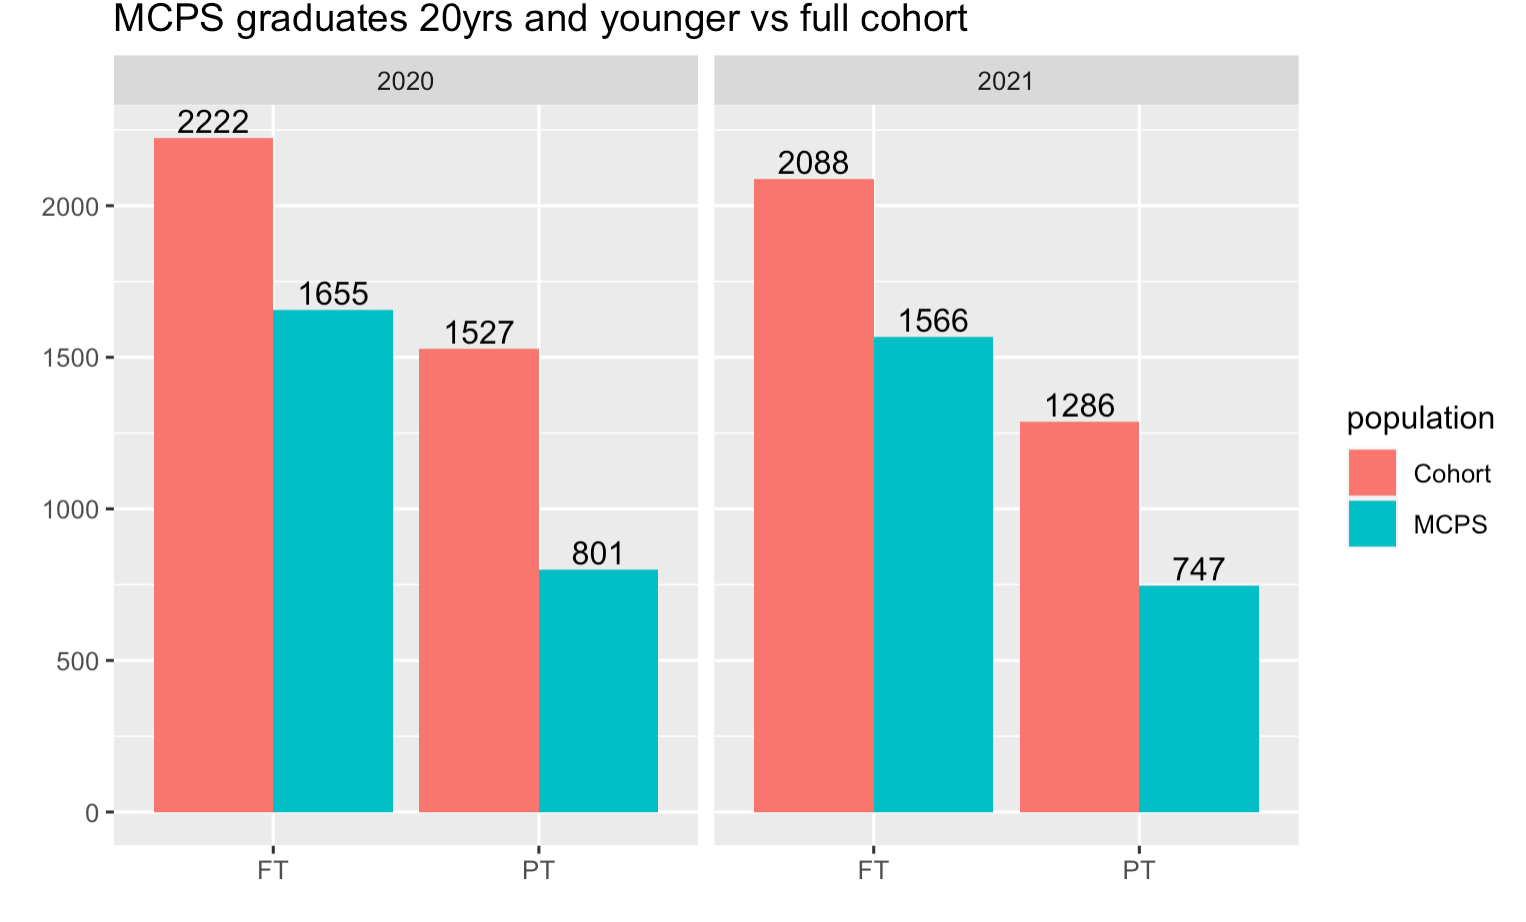 MCPS graduates 20yrs and younger vs full cohort
2020
2021
2222
1655
1527
801
2088
1566
1286
747
2000
1500
1000
500
0
FT
PT
FT
PT
population
Cohort
MCPS